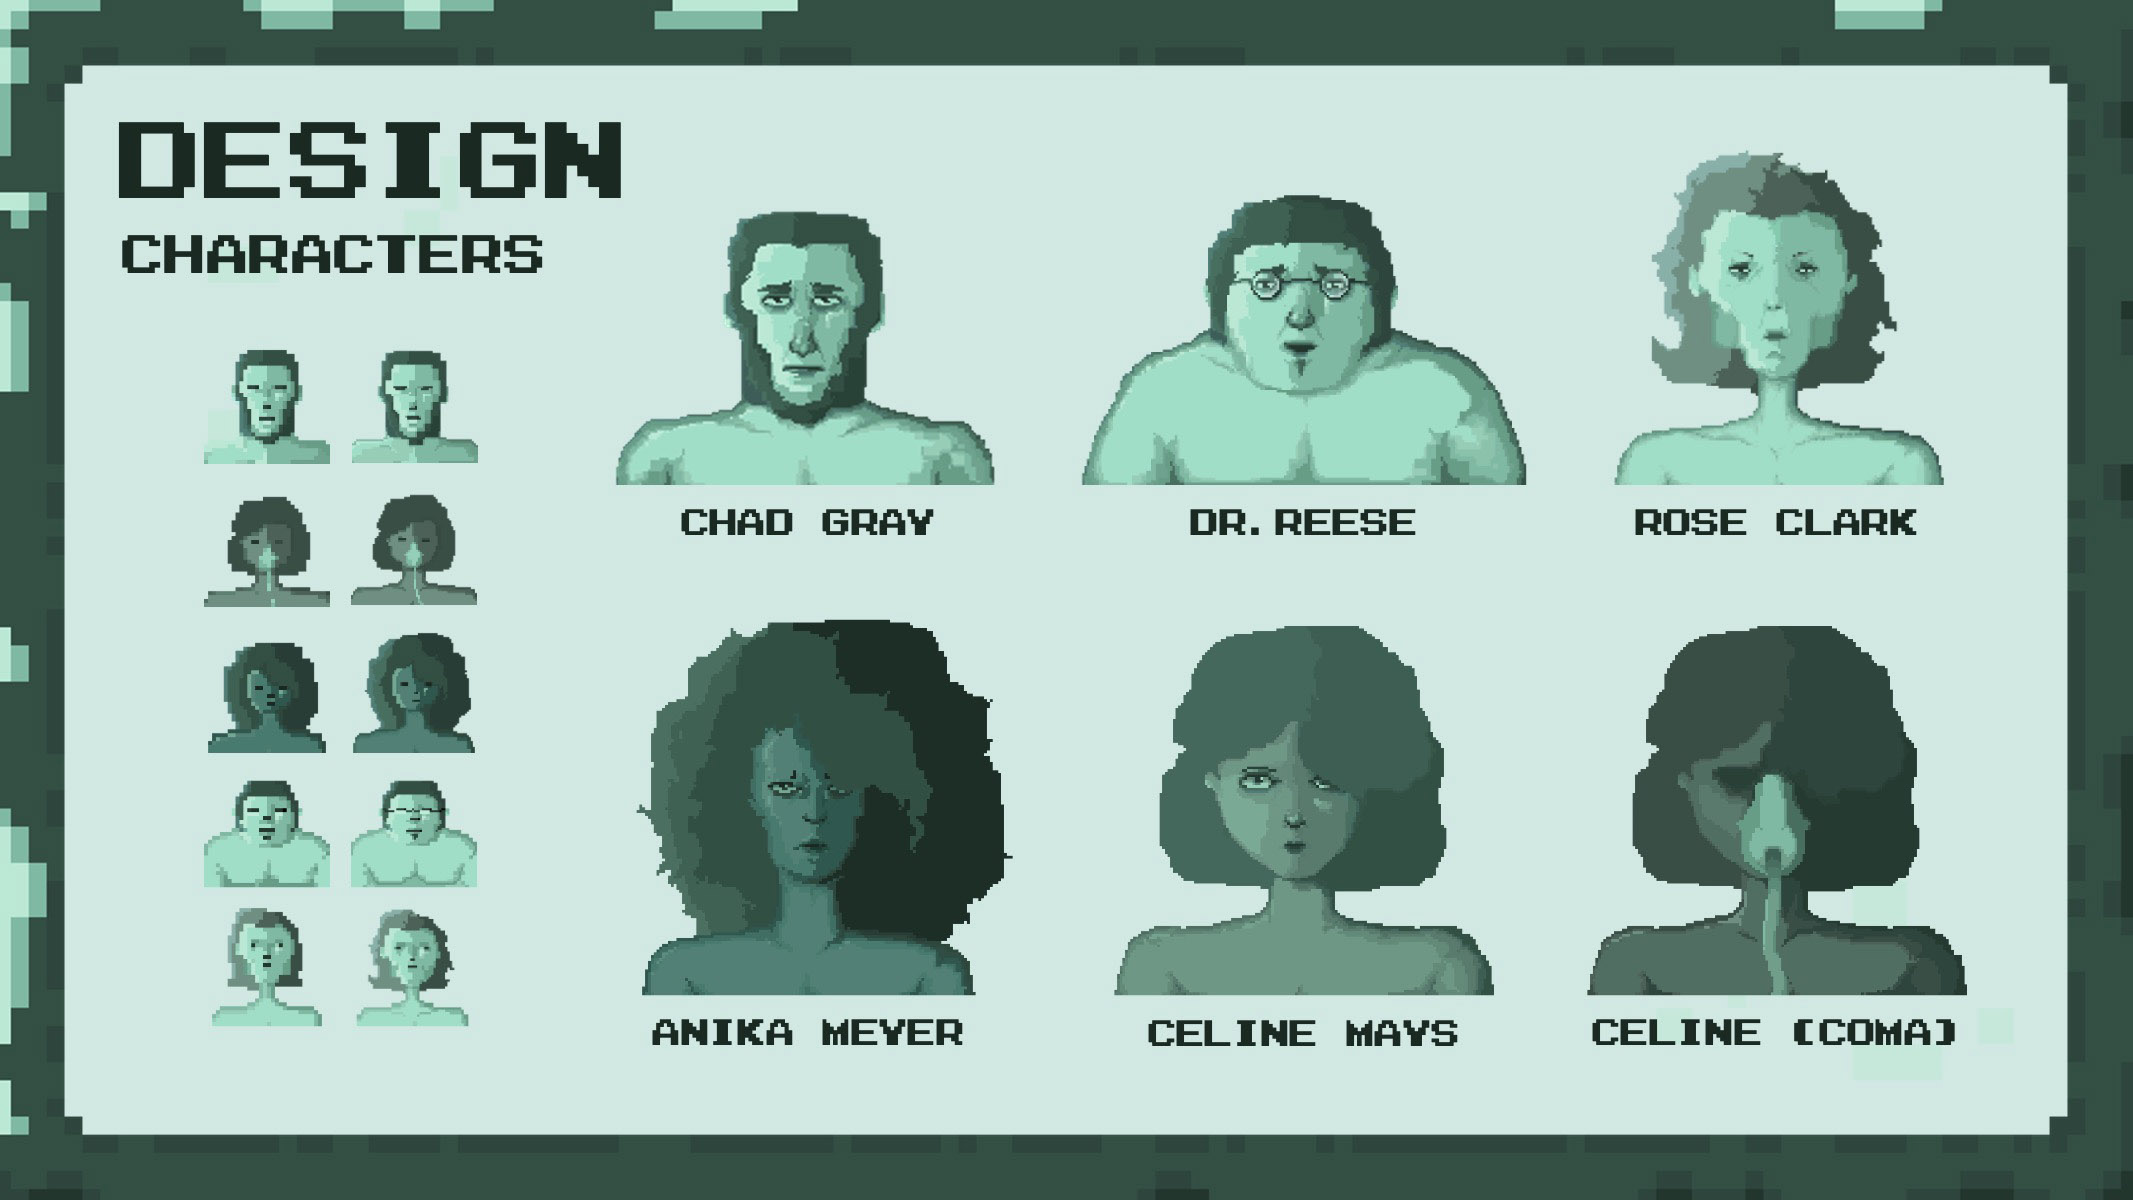 DESIGN
CHARACTERS
CHAD GRAY
DR. REESE
ROSE CLARK
ANIKA MEYER
CELINE MAYS
CELINE (COMA)